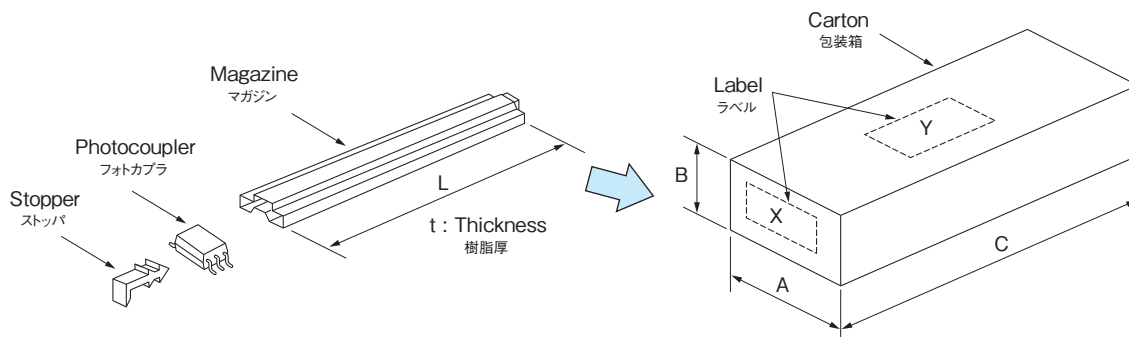 Magazine
マガジン
Photocoupler
フォトカプラ
Stopper
ストッパ
L
t : Thickness
樹脂厚
Carton
包装箱
Label
ラベル
Y
B
X
A
C